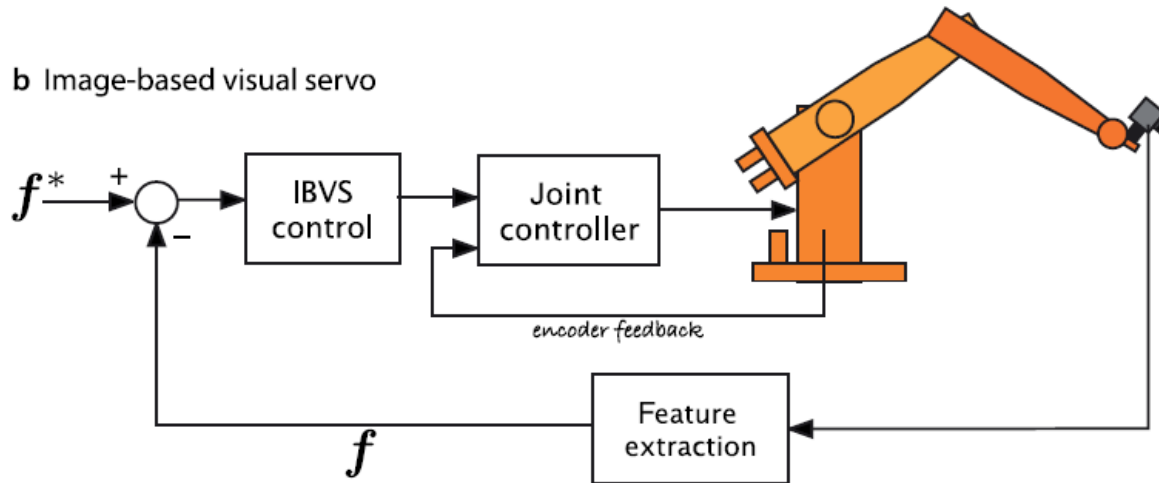 b Image-based visual servo
f*
+
−
IBVS
control
Joint
controller
encoder feedback
Feature
extraction
f